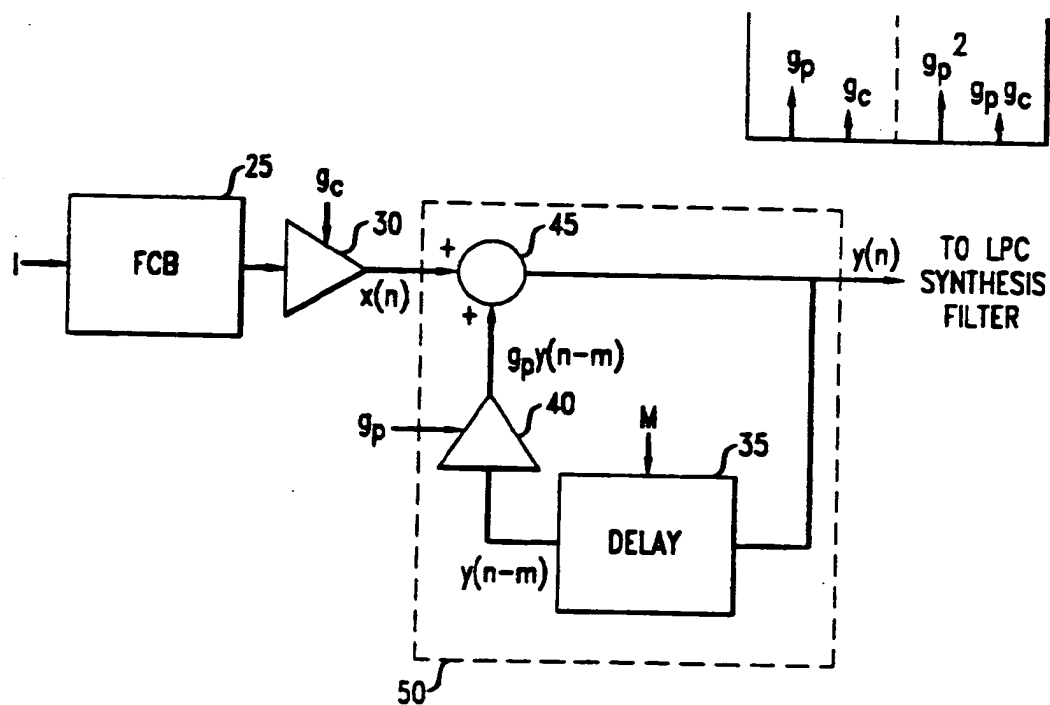 g_p g_c g_p^2 g_p g_c
25
g_c
30
I
FCB
x(n)
+
+
45
y(n)
TO LPC
SYNTHESIS
FILTER
g_p y(n-m)
g_p
40
M
35
DELAY
y(n-m)
50